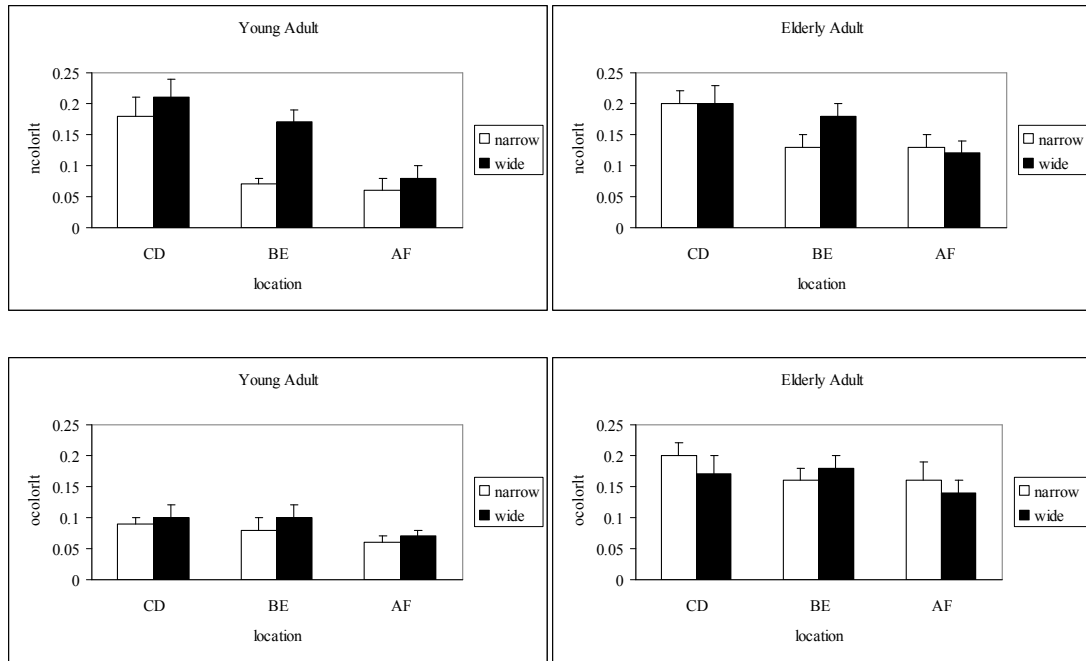 Young Adult
ncolorlt
0.25
0.2
0.15
0.1
0.05
0
CD BE AF
location
narrow
wide
Elderly Adult
ncolorlt
0.25
0.2
0.15
0.1
0.05
0
CD BE AF
location
narrow
wide
Young Adult
ocolorlt
0.25
0.2
0.15
0.1
0.05
0
CD BE AF
location
narrow
wide
Elderly Adult
ocolorlt
0.25
0.2
0.15
0.1
0.05
0
CD BE AF
location
narrow
wide